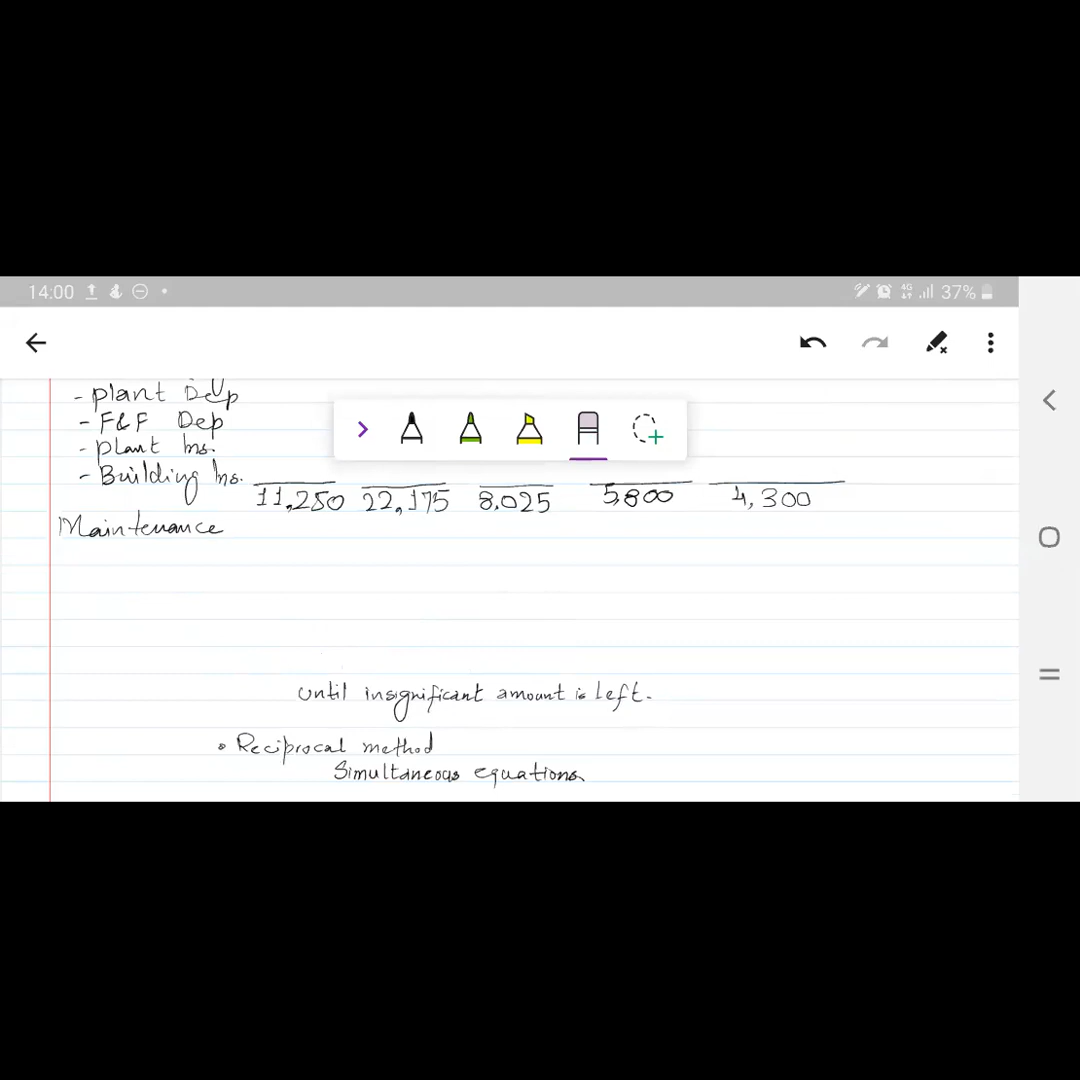 14:00 4G 37%
- plant Dep
- F&F Dep
- plant Ins.
- Building Ins.
11,250 22,175 8,025 5,800 4,300
Maintenance
Until insignificant amount is left.
• Reciprocal method
Simultaneous equations